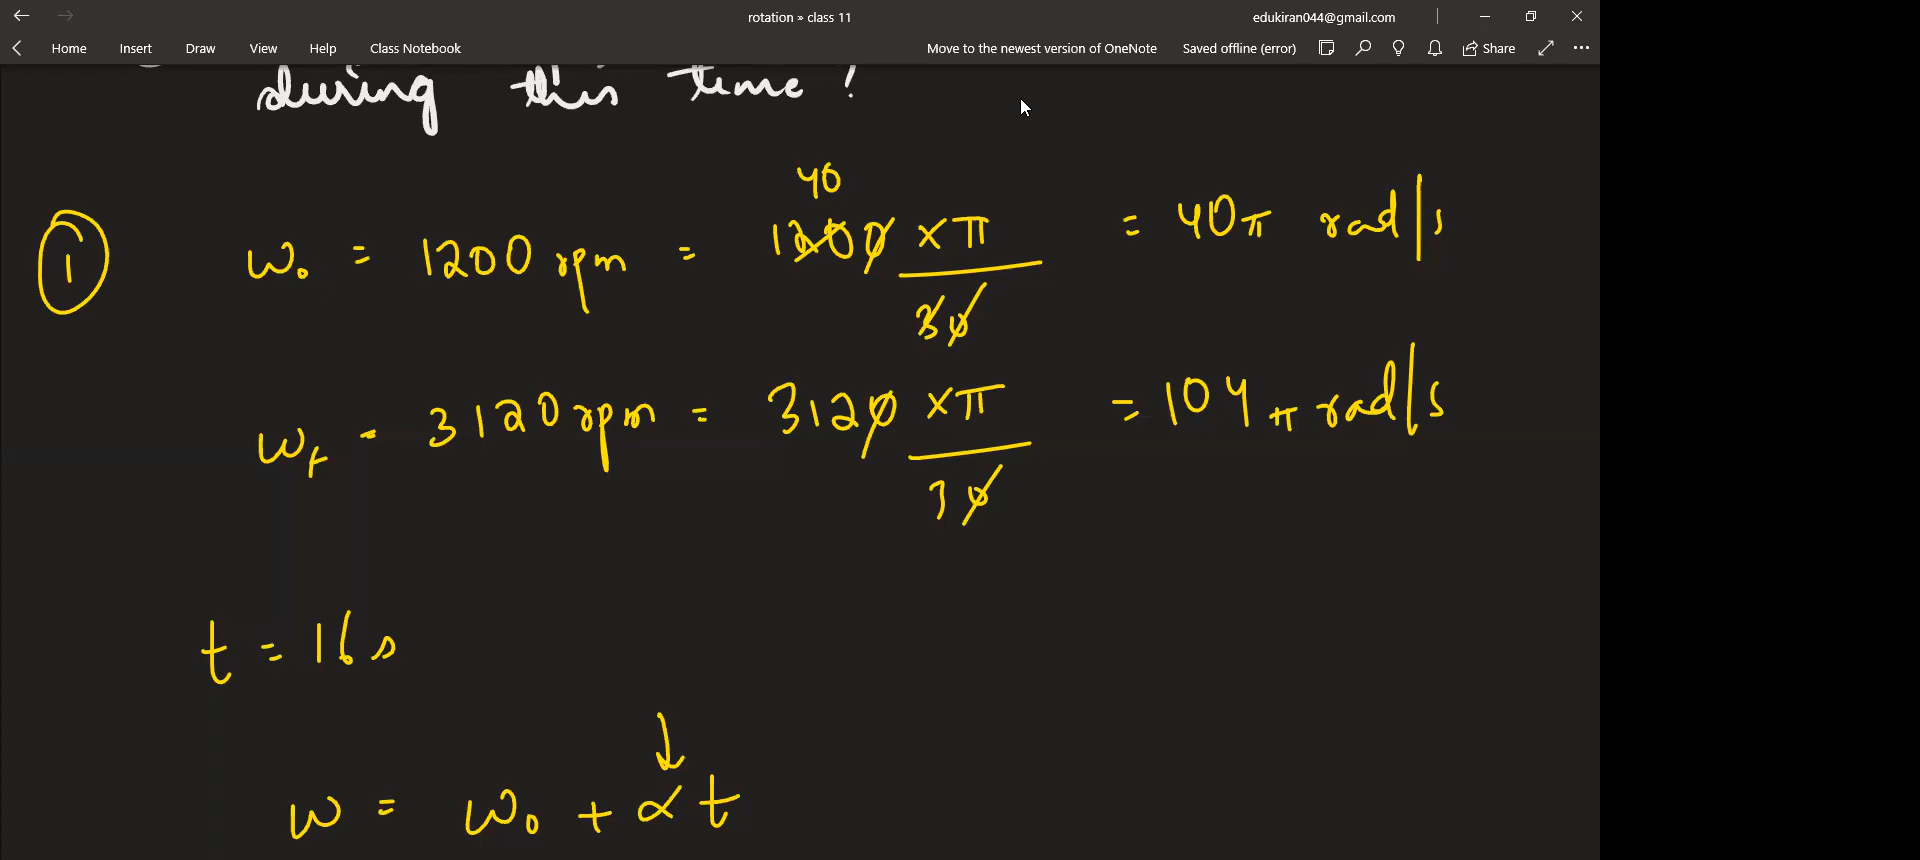 rotation » class 11
edukiran044@gmail.com
Home Insert Draw View Help Class Notebook
Move to the newest version of OneNote Saved offline (error) Share
during this time ?
40
① ω₀ = 1200 rpm = 1200 × π / 30 = 40π rad/s
ωf = 3120 rpm = 3120 × π / 30 = 104 π rad/s
t = 16 s
↓
ω = ω₀ + α t